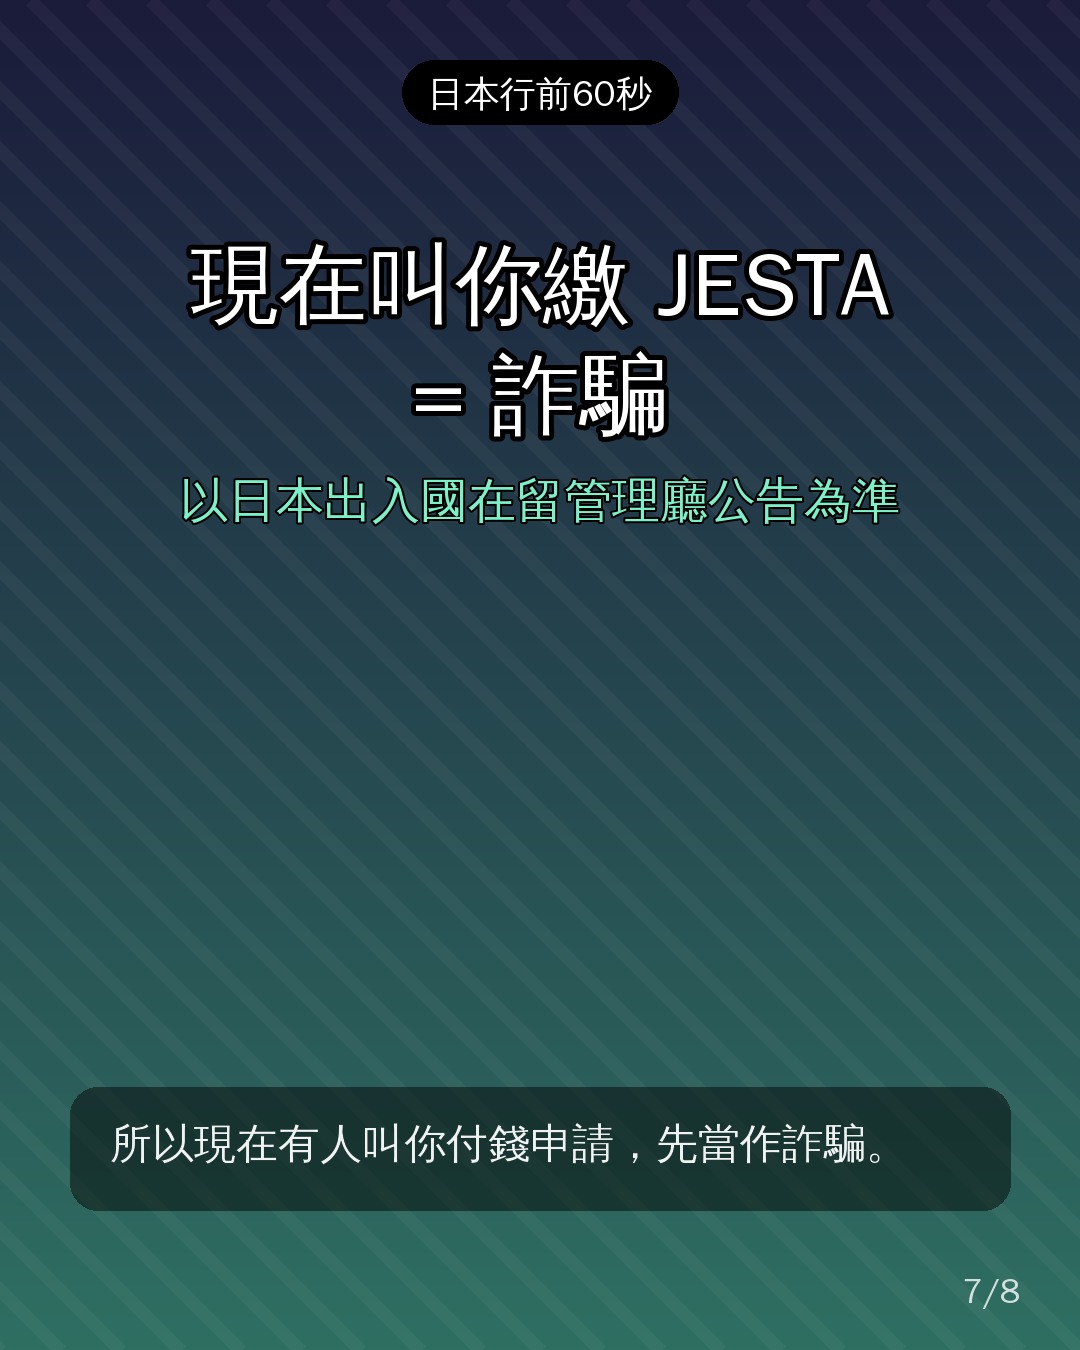 日本行前60秒
現在叫你繳 JESTA
= 詐騙
以日本出入國在留管理廳公告為準
所以現在有人叫你付錢申請，先當作詐騙。
7/8